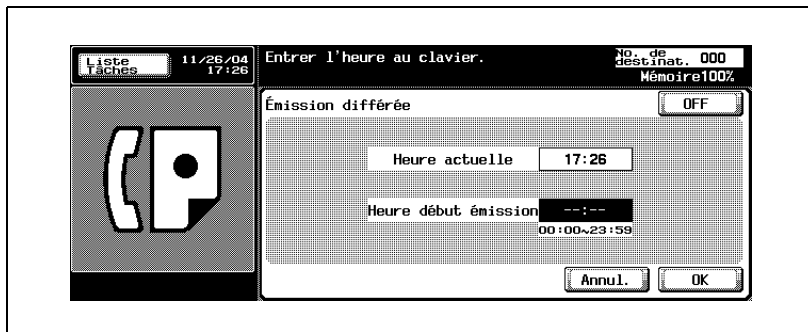 Liste
Tâches
11/26/04
17:26
Entrer l'heure au clavier.
No. de
destinat. 000
Mémoire100%
Émission différée
OFF
Heure actuelle 17:26
Heure début émission --:--
00:00~23:59
Annul. OK